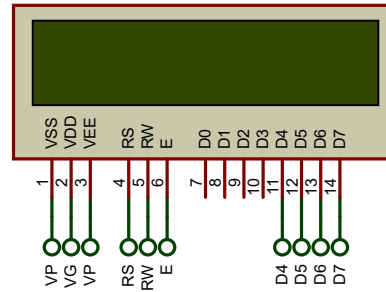 VSS VDD VEE RS RW E D0 D1 D2 D3 D4 D5 D6 D7
1 2 3 4 5 6 7 8 9 10 11 12 13 14
VP VG VP RS RW E D4 D5 D6 D7